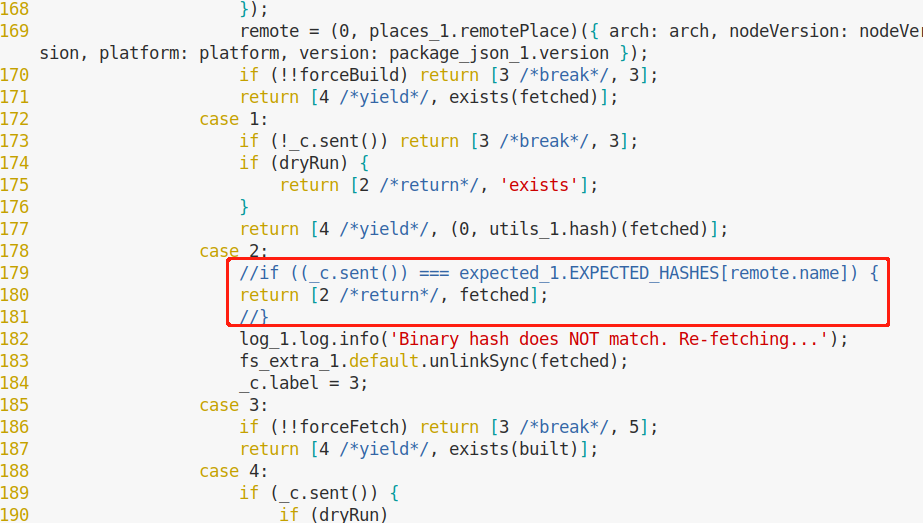 168                     });
169                     remote = (0, places_1.remotePlace)({ arch: arch, nodeVersion: nodeVer
sion, platform: platform, version: package_json_1.version });
170                     if (!!forceBuild) return [3 /*break*/, 3];
171                     return [4 /*yield*/, exists(fetched)];
172                 case 1:
173                     if (!_c.sent()) return [3 /*break*/, 3];
174                     if (dryRun) {
175                         return [2 /*return*/, 'exists'];
176                     }
177                     return [4 /*yield*/, (0, utils_1.hash)(fetched)];
178                 case 2:
179                     //if ((_c.sent()) === expected_1.EXPECTED_HASHES[remote.name]) {
180                     return [2 /*return*/, fetched];
181                     //}
182                     log_1.log.info('Binary hash does NOT match. Re-fetching...');
183                     fs_extra_1.default.unlinkSync(fetched);
184                     _c.label = 3;
185                 case 3:
186                     if (!!forceFetch) return [3 /*break*/, 5];
187                     return [4 /*yield*/, exists(built)];
188                 case 4:
189                     if (_c.sent()) {
190                         if (dryRun)